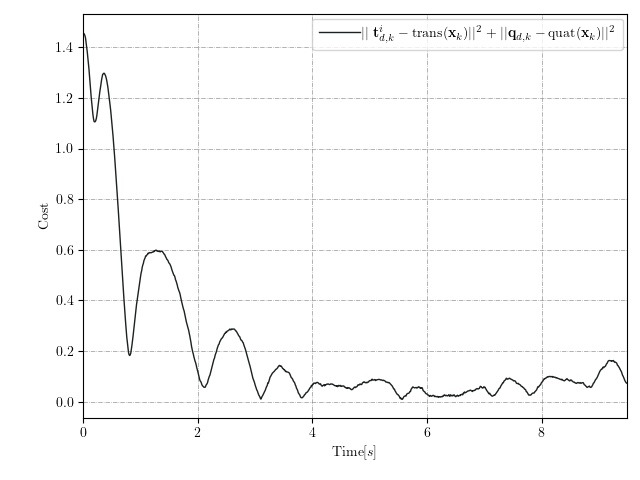 || t^i_{d,k} − trans(x_k)||^2 + ||q_{d,k} − quat(x_k)||^2
1.4
1.2
1.0
0.8
0.6
0.4
0.2
0.0
Cost
0 2 4 6 8
Time[s]